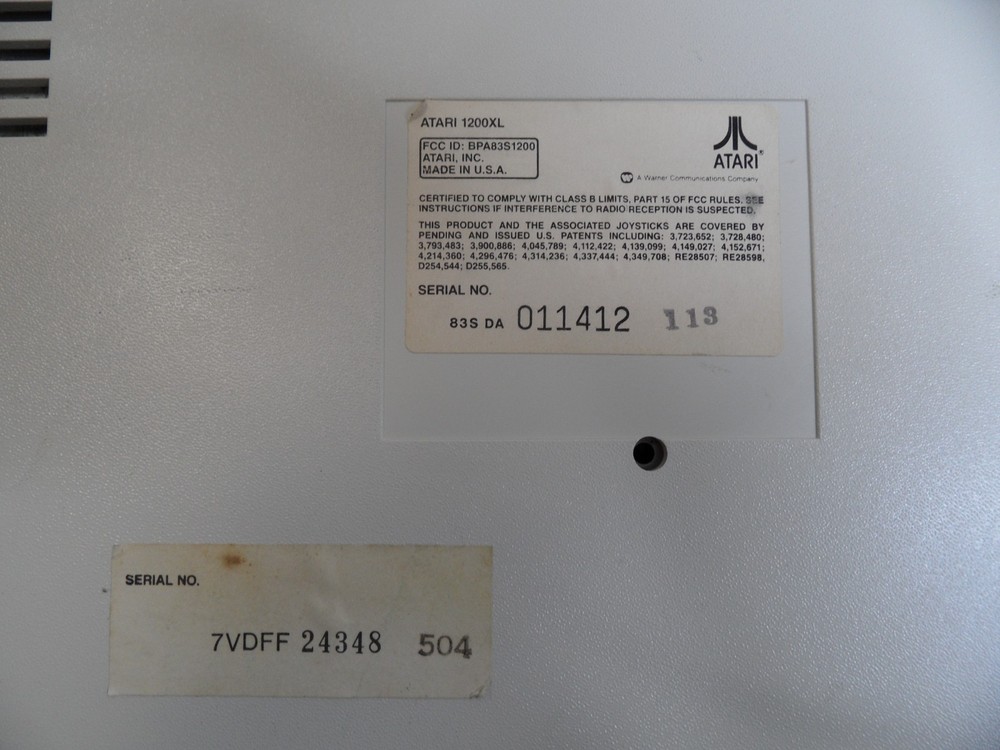 ATARI 1200XL
FCC ID: BPA83S1200
ATARI, INC.
MADE IN U.S.A.
ATARI®
A Warner Communications Company
CERTIFIED TO COMPLY WITH CLASS B LIMITS, PART 15 OF FCC RULES. SEE
INSTRUCTIONS IF INTERFERENCE TO RADIO RECEPTION IS SUSPECTED.
THIS PRODUCT AND THE ASSOCIATED JOYSTICKS ARE COVERED BY
PENDING AND ISSUED U.S. PATENTS INCLUDING: 3,723,652; 3,728,480;
3,793,483; 3,900,886; 4,045,789; 4,112,422; 4,139,099; 4,149,027; 4,152,671;
4,214,360; 4,296,476; 4,314,236; 4,337,444; 4,349,708; RE28507; RE28598,
D254,544; D255,565.
SERIAL NO.
83S DA 011412 113
SERIAL NO.
7VDFF 24348 504